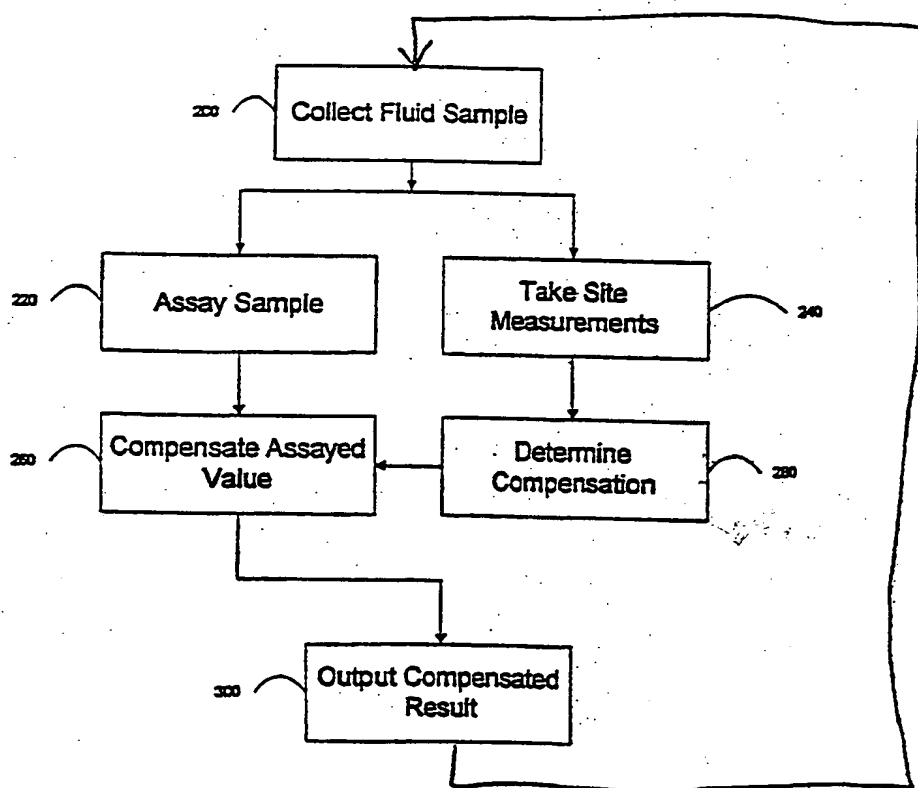 Collect Fluid Sample
200
Assay Sample
220
Take Site
Measurements
240
Compensate Assayed
Value
260
Determine
Compensation
280
Output Compensated
Result
300